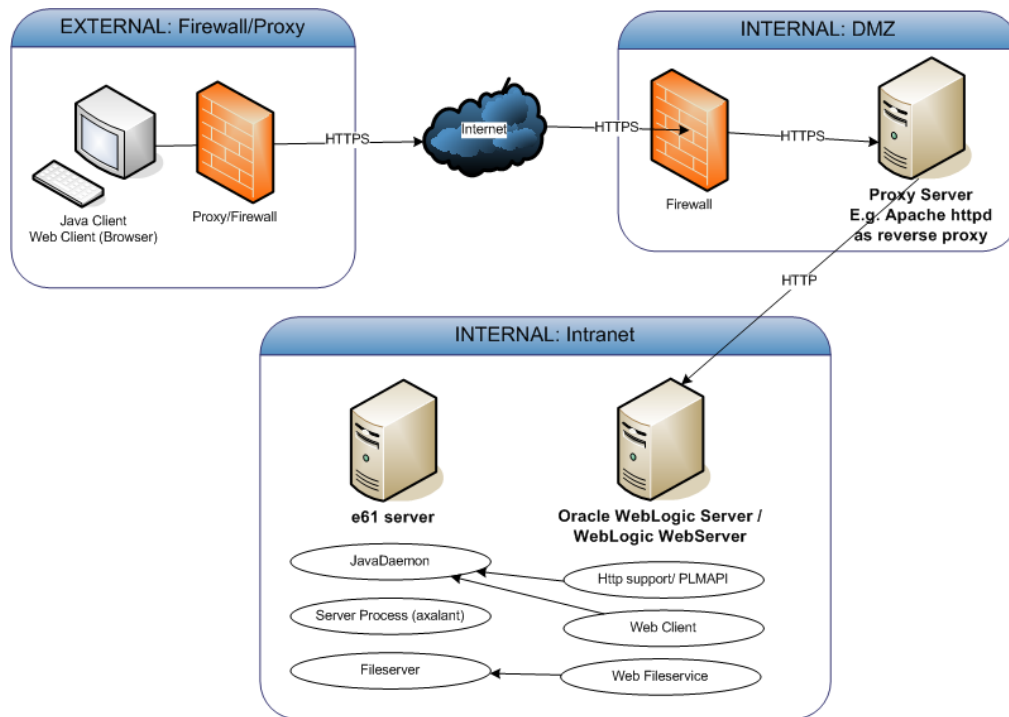 EXTERNAL: Firewall/Proxy
Java Client
Web Client (Browser)
Proxy/Firewall
HTTPS
Internet
HTTPS
INTERNAL: DMZ
Firewall
HTTPS
Proxy Server
E.g. Apache httpd
as reverse proxy
HTTP
INTERNAL: Intranet
e61 server
Oracle WebLogic Server /
WebLogic WebServer
JavaDaemon
Http support/ PLMAPI
Server Process (axalant)
Web Client
Fileserver
Web Fileservice